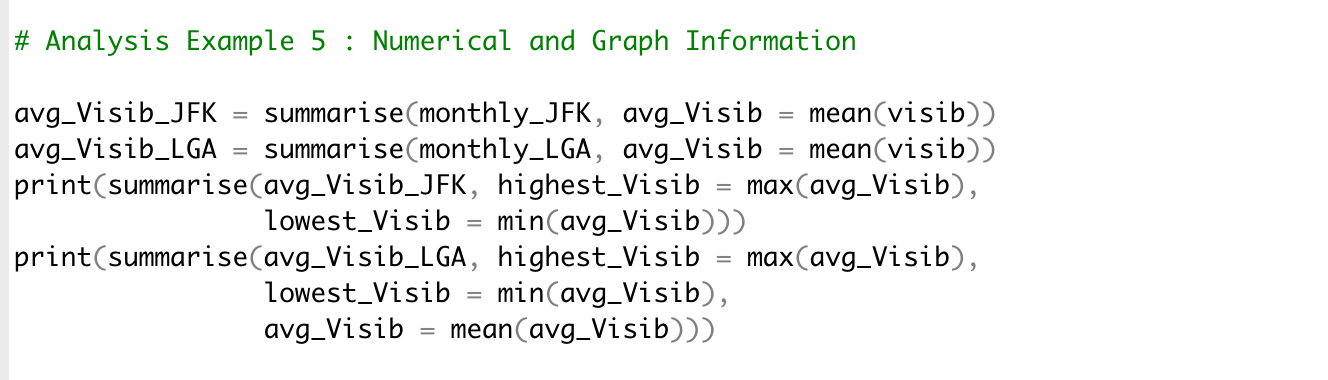 # Analysis Example 5 : Numerical and Graph Information
avg_Visib_JFK = summarise(monthly_JFK, avg_Visib = mean(visib))
avg_Visib_LGA = summarise(monthly_LGA, avg_Visib = mean(visib))
print(summarise(avg_Visib_JFK, highest_Visib = max(avg_Visib),
lowest_Visib = min(avg_Visib)))
print(summarise(avg_Visib_LGA, highest_Visib = max(avg_Visib),
lowest_Visib = min(avg_Visib),
avg_Visib = mean(avg_Visib)))